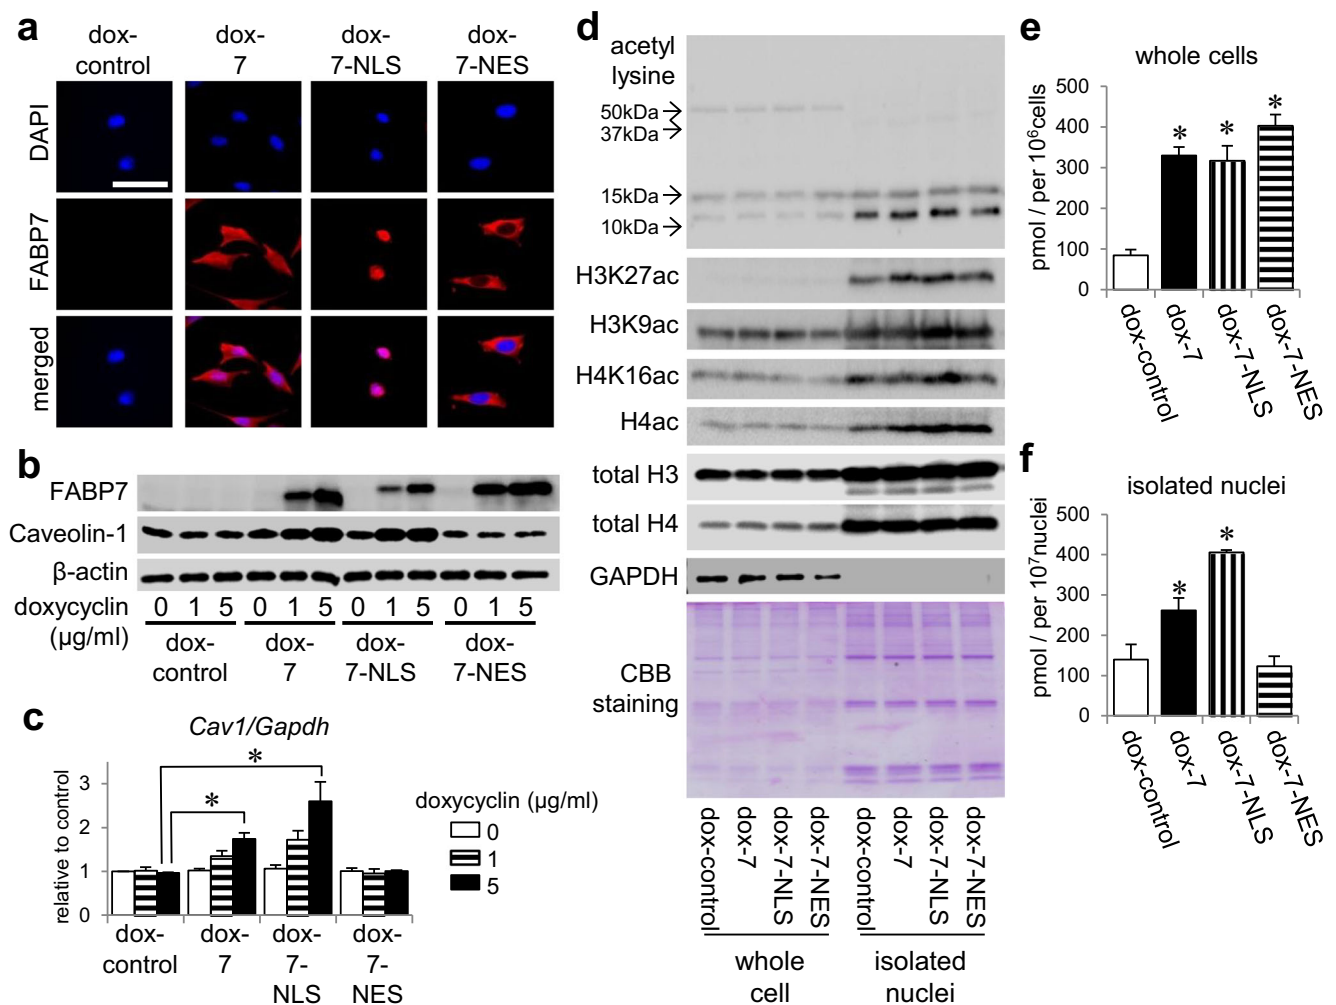 a
dox-
control
dox-
7
dox-
7-NLS
dox-
7-NES
DAPI
FABP7
merged
b
FABP7
Caveolin-1
β-actin
doxycyclin
(µg/ml)
0 1 5 0 1 5 0 1 5 0 1 5
dox-
control
dox-
7
dox-
7-NLS
dox-
7-NES
c
Cav1/Gapdh
relative to control
3
2
1
0
*
*
doxycyclin (µg/ml)
0
1
5
dox-
control
dox-
7
dox-
7-
NLS
dox-
7-
NES
d
acetyl
lysine
50kDa→
37kDa→
15kDa→
10kDa→
H3K27ac
H3K9ac
H4K16ac
H4ac
total H3
total H4
GAPDH
CBB
staining
dox-control
dox-7
dox-7-NLS
dox-7-NES
dox-control
dox-7
dox-7-NLS
dox-7-NES
whole
cell
isolated
nuclei
e
whole cells
pmol / per 10⁶cells
500
400
300
200
100
0
* * *
dox-control
dox-7
dox-7-NLS
dox-7-NES
f
isolated nuclei
pmol / per 10⁷nuclei
500
400
300
200
100
0
* *
dox-control
dox-7
dox-7-NLS
dox-7-NES